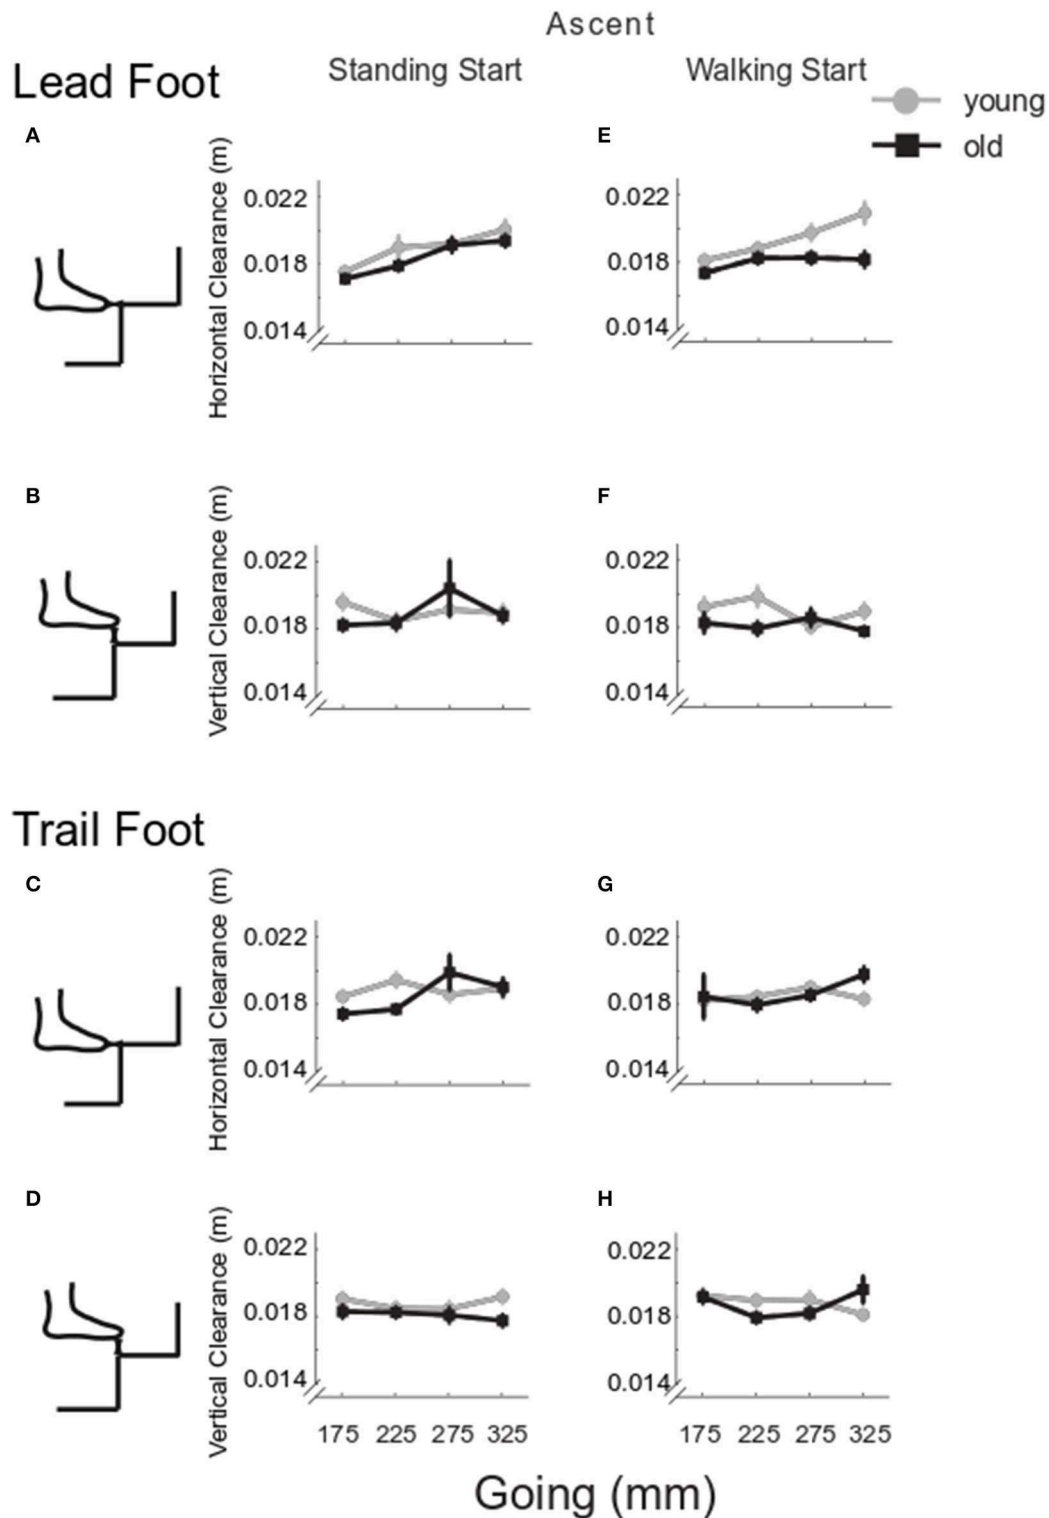 Ascent
Lead Foot
Standing Start
Walking Start
young
old
A
Horizontal Clearance (m)
0.022
0.018
0.014
E
0.022
0.018
0.014
B
Vertical Clearance (m)
0.022
0.018
0.014
F
0.022
0.018
0.014
Trail Foot
C
Horizontal Clearance (m)
0.022
0.018
0.014
G
0.022
0.018
0.014
D
Vertical Clearance (m)
0.022
0.018
0.014
175 225 275 325
H
0.022
0.018
0.014
175 225 275 325
Going (mm)